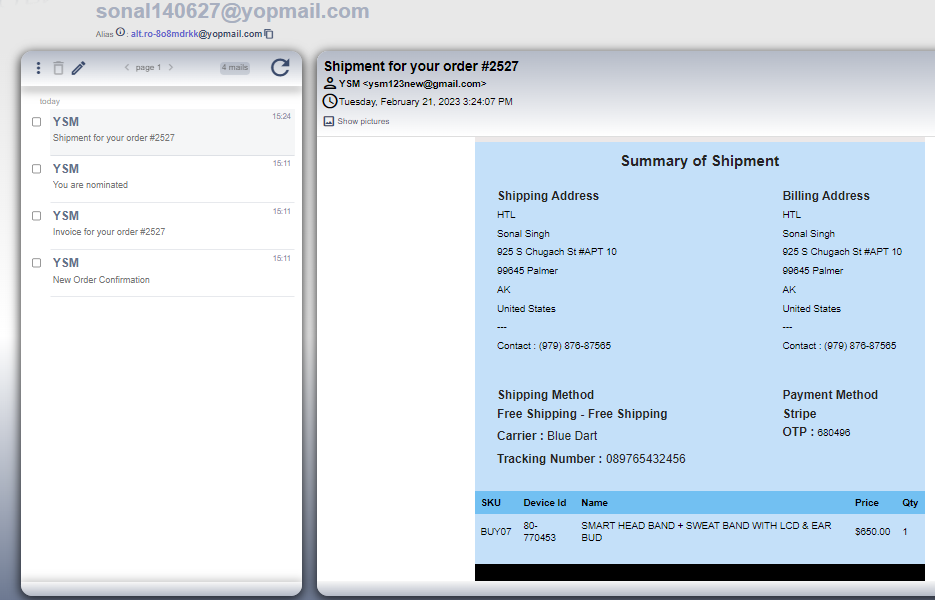 sonal140627@yopmail.com
Alias : alt.ro-8o8mdrkk@yopmail.com
page 1
4 mails
today
YSM
15:24
Shipment for your order #2527
YSM
15:11
You are nominated
YSM
15:11
Invoice for your order #2527
YSM
15:11
New Order Confirmation
Shipment for your order #2527
YSM <ysm123new@gmail.com>
Tuesday, February 21, 2023 3:24:07 PM
Show pictures
Summary of Shipment
Shipping Address
HTL
Sonal Singh
925 S Chugach St #APT 10
99645 Palmer
AK
United States
---
Contact : (979) 876-87565
Billing Address
HTL
Sonal Singh
925 S Chugach St #APT 10
99645 Palmer
AK
United States
---
Contact : (979) 876-87565
Shipping Method
Free Shipping - Free Shipping
Carrier : Blue Dart
Tracking Number : 089765432456
Payment Method
Stripe
OTP : 680496
SKU Device Id Name Price Qty
BUY07 80-
770453 SMART HEAD BAND + SWEAT BAND WITH LCD & EAR
BUD $650.00 1